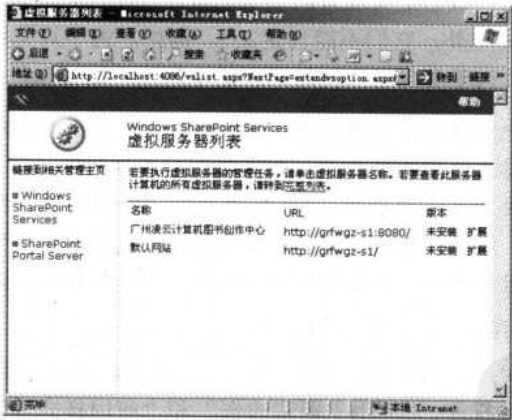 虚拟服务器列表 - Microsoft Internet Explorer
文件(F) 编辑(E) 查看(V) 收藏(A) 工具(T) 帮助(H)
后退 搜索 收藏夹
地址(D) http://localhost:4086/vslist.aspx?NextPage=extendvsoption.aspx 转到 链接
帮助
Windows SharePoint Services
虚拟服务器列表
链接到相关管理主页
Windows
SharePoint
Services
SharePoint
Portal Server
若要执行虚拟服务器的管理任务，请单击虚拟服务器名称。若要查看此服务器
计算机的所有虚拟服务器，请转到完整列表。
名称 URL 版本
广州凌云计算机图书创作中心 http://grfwgz-s1:8080/ 未安装 扩展
默认网站 http://grfwgz-s1/ 未安装 扩展
完毕 本地 Intranet